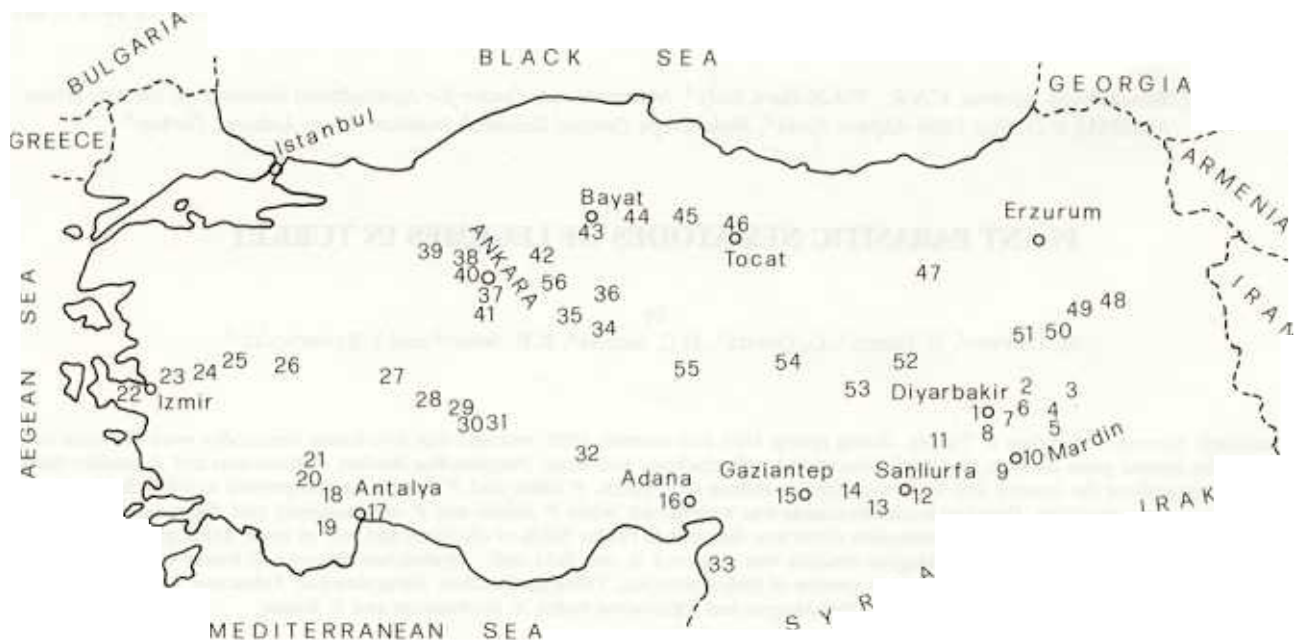 BLACK SEA
BULGARIA
GEORGIA
GREECE
Istanbul
ARMENIA
Bayat
44 45 46
Erzurum
43
Tocat
ANKARA
39 38 42
40 56
47
IRAN
37 36
41 35 34
49 48
51 50
AEGEAN SEA
25 26 27
23 24
22
Izmir
55 54 52
53
Diyarbakir
2 3
1 7 6 4
8 5
28 29
30 31
32
11
10 Mardin
9
21
20
18
Antalya
17
19
Adana
16
Gaziantep
15 14
Sanliurfa
12
13
IRAK
33
SYRA
MEDITERRANEAN SEA